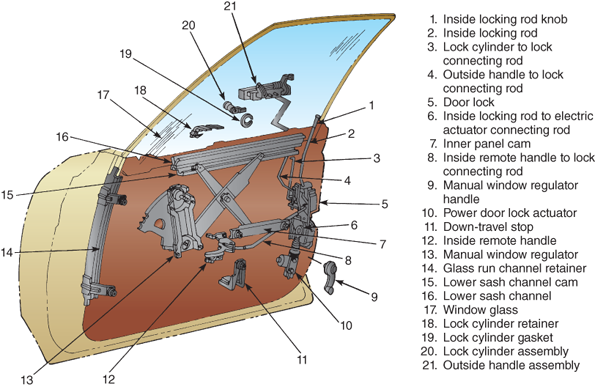 21
20
19
18
17
16
15
14
13
12
11
10
9
8
7
6
5
4
3
2
1
1. Inside locking rod knob
2. Inside locking rod
3. Lock cylinder to lock
connecting rod
4. Outside handle to lock
connecting rod
5. Door lock
6. Inside locking rod to electric
actuator connecting rod
7. Inner panel cam
8. Inside remote handle to lock
connecting rod
9. Manual window regulator
handle
10. Power door lock actuator
11. Down-travel stop
12. Inside remote handle
13. Manual window regulator
14. Glass run channel retainer
15. Lower sash channel cam
16. Lower sash channel
17. Window glass
18. Lock cylinder retainer
19. Lock cylinder gasket
20. Lock cylinder assembly
21. Outside handle assembly